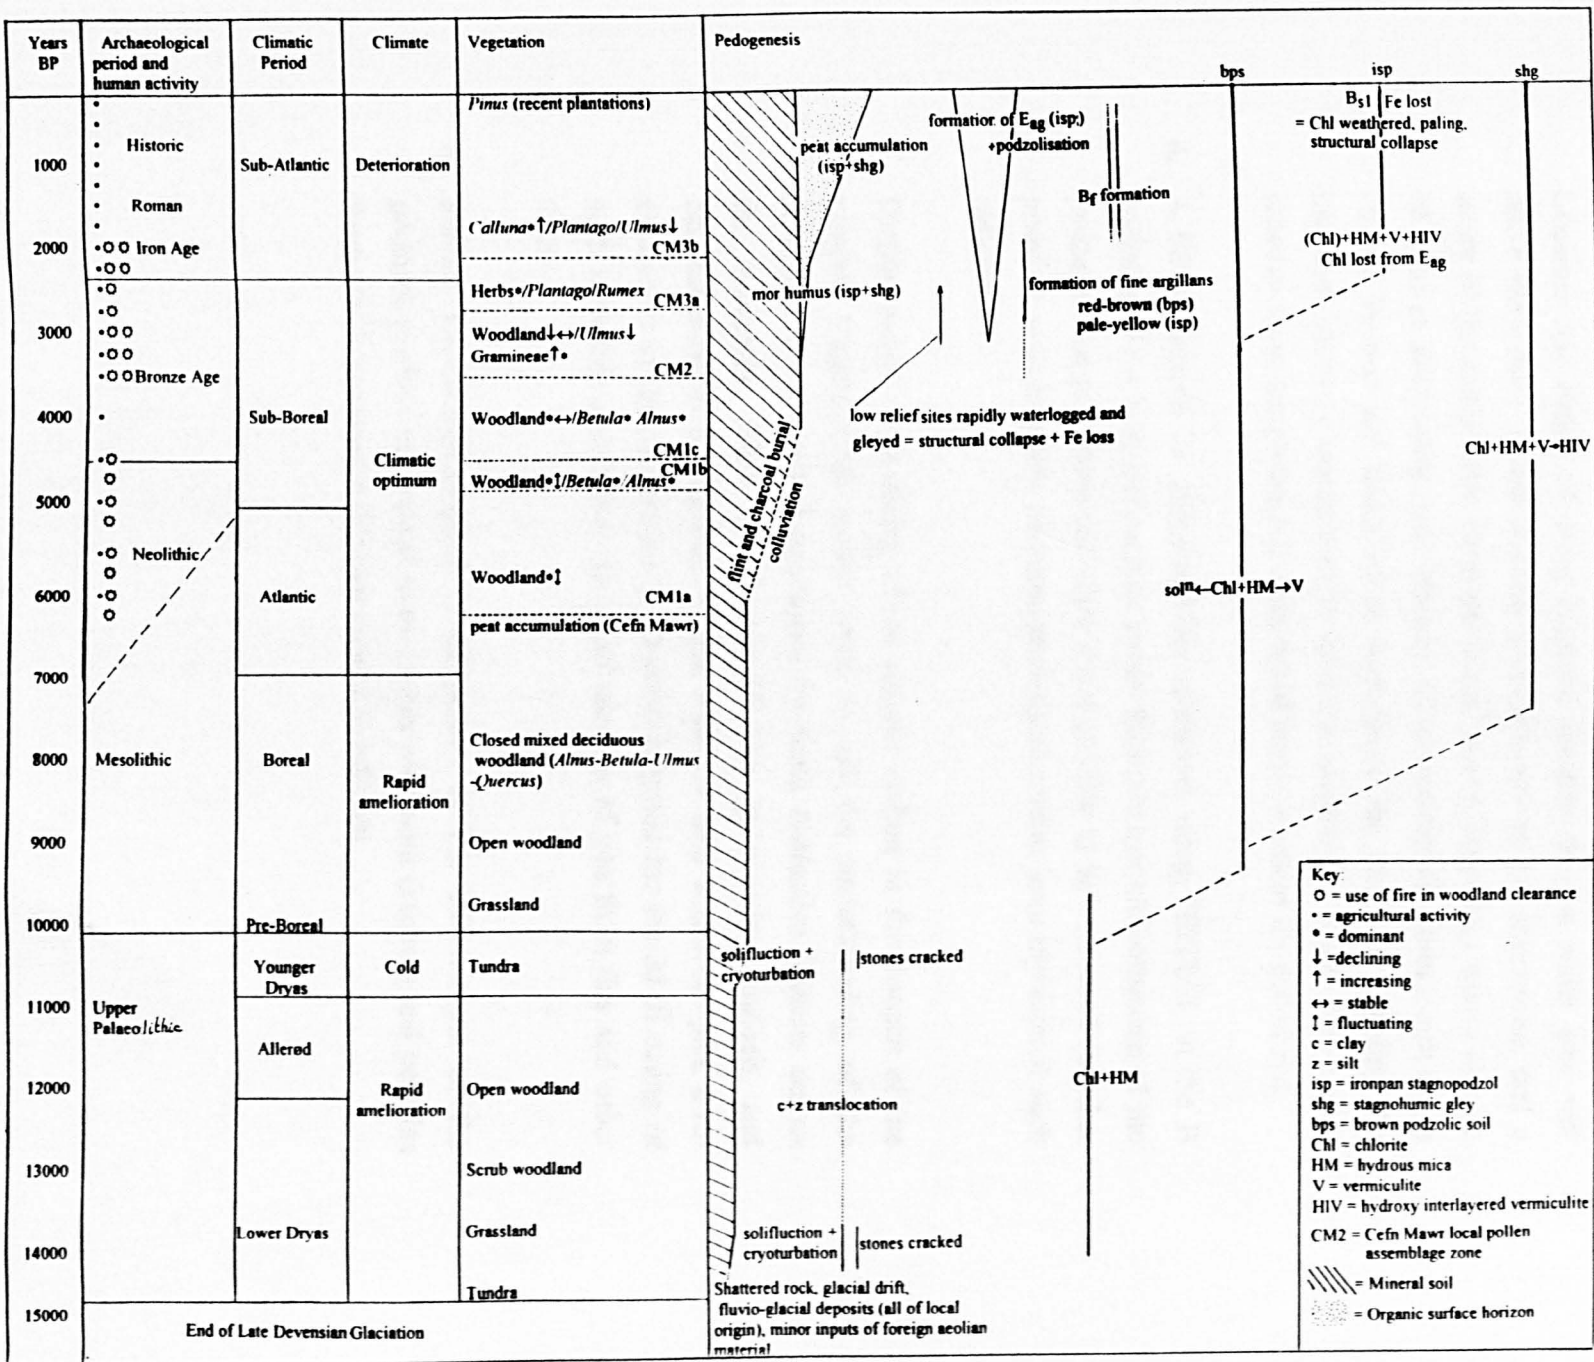 Years
BP
Archaeological
period and
human activity
Climatic
Period
Climate
Vegetation
Pedogenesis
bps
isp
shg
1000
2000
3000
4000
5000
6000
7000
8000
9000
10000
11000
12000
13000
14000
15000
Historic
Roman
Iron Age
Bronze Age
Neolithic
Mesolithic
Upper
Palaeolithic
Sub-Atlantic
Sub-Boreal
Atlantic
Boreal
Pre-Boreal
Younger
Dryas
Allerød
Lower Dryas
Deterioration
Climatic
optimum
Rapid
amelioration
Cold
Rapid
amelioration
End of Late Devensian Glaciation
Pinus (recent plantations)
Calluna•↑/Plantago/Ulmus↓
CM3b
Herbs•/Plantago/Rumex
CM3a
Woodland↓↔/Ulmus↓
Gramineae↑•
CM2
Woodland•↔/Betula• Alnus•
CM1c
CM1b
Woodland•↕/Betula•/Alnus•
Woodland•↕
CM1a
peat accumulation (Cefn Mawr)
Closed mixed deciduous
woodland (Alnus-Betula-Ulmus
-Quercus)
Open woodland
Grassland
Tundra
Open woodland
Scrub woodland
Grassland
Tundra
peat accumulation
(isp+shg)
mor humus (isp+shg)
flint and charcoal burial
colluviation
formation of Eag (isp;)
+podzolisation
Bf formation
formation of fine argillans
red-brown (bps)
pale-yellow (isp)
low relief sites rapidly waterlogged and
gleyed = structural collapse + Fe loss
Bs1 Fe lost
= Chl weathered, paling,
structural collapse
(Chl)+HM+V+HIV
Chl lost from Eag
Chl+HM+V→HIV
solⁿ←Chl+HM→V
Chl+HM
solifluction +
cryoturbation
stones cracked
c+z translocation
solifluction +
cryoturbation
stones cracked
Shattered rock, glacial drift,
fluvio-glacial deposits (all of local
origin), minor inputs of foreign aeolian
material
Key:
O = use of fire in woodland clearance
• = agricultural activity
• = dominant
↓ =declining
↑ = increasing
↔ = stable
↕ = fluctuating
c = clay
z = silt
isp = ironpan stagnopodzol
shg = stagnohumic gley
bps = brown podzolic soil
Chl = chlorite
HM = hydrous mica
V = vermiculite
HIV = hydroxy interlayered vermiculite
CM2 = Cefn Mawr local pollen
assemblage zone
= Mineral soil
= Organic surface horizon